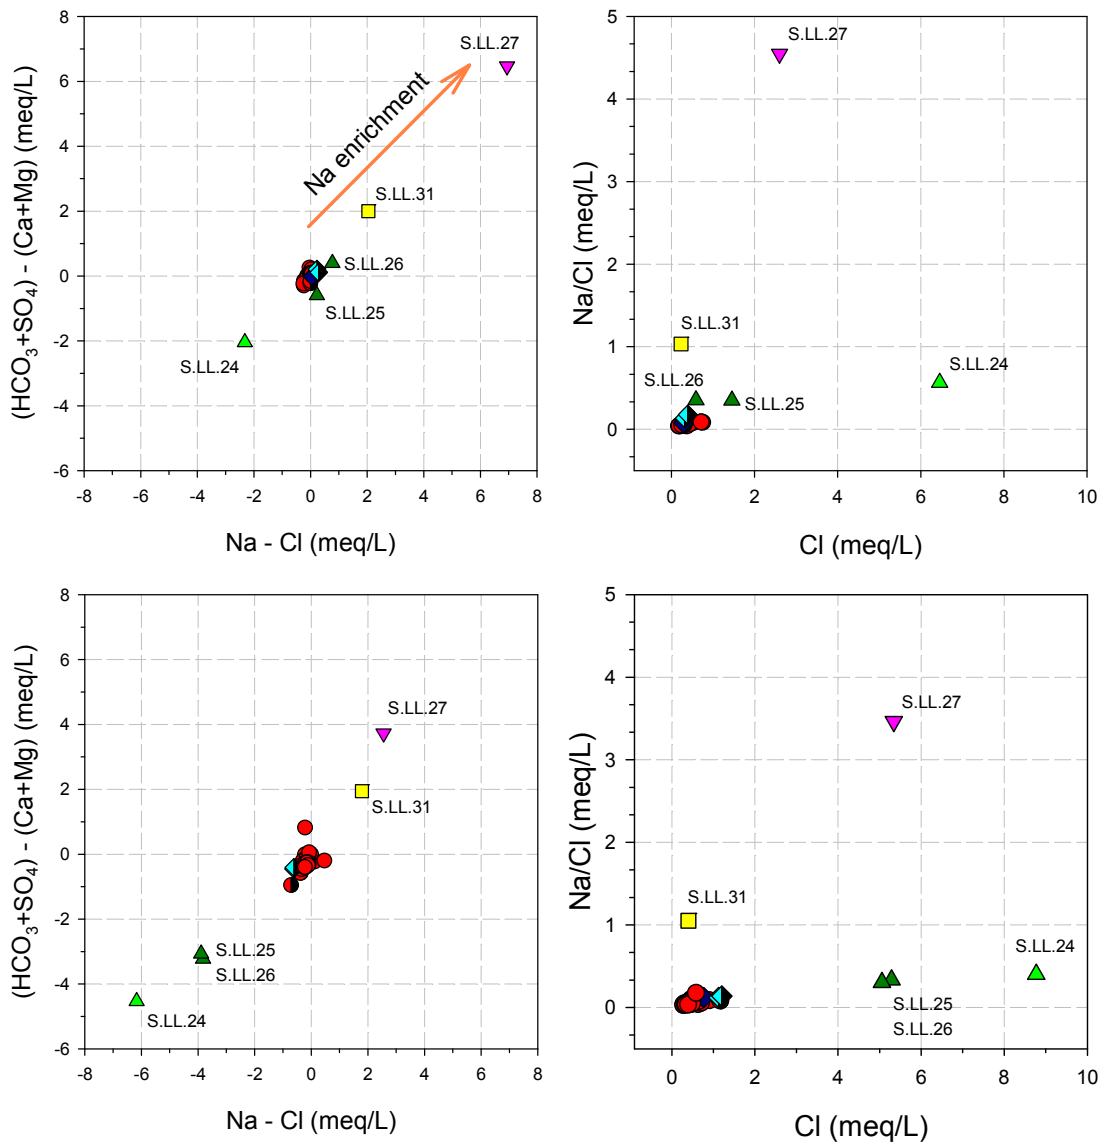 (HCO₃+SO₄) - (Ca+Mg) (meq/L)
8
6
4
2
0
-2
-4
-6
S.LL.27
Na enrichment
S.LL.31
S.LL.26
S.LL.25
S.LL.24
-8 -6 -4 -2 0 2 4 6 8
Na - Cl (meq/L)
Na/Cl (meq/L)
5
4
3
2
1
0
S.LL.27
S.LL.31
S.LL.26
S.LL.24
S.LL.25
0 2 4 6 8 10
Cl (meq/L)
(HCO₃+SO₄) - (Ca+Mg) (meq/L)
8
6
4
2
0
-2
-4
-6
S.LL.27
S.LL.31
S.LL.25
S.LL.26
S.LL.24
-8 -6 -4 -2 0 2 4 6 8
Na - Cl (meq/L)
Na/Cl (meq/L)
5
4
3
2
1
0
S.LL.27
S.LL.31
S.LL.24
S.LL.25
S.LL.26
0 2 4 6 8 10
Cl (meq/L)